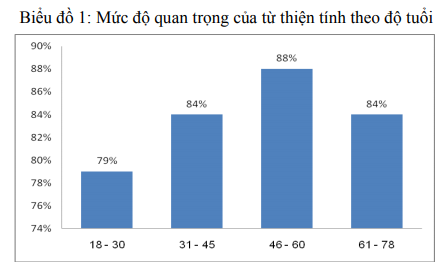 Biểu đồ 1: Mức độ quan trọng của từ thiện tính theo độ tuổi
90%
88%
86%
84%
82%
80%
78%
76%
74%
79%
84%
88%
84%
18 - 30
31 - 45
46 - 60
61 - 78